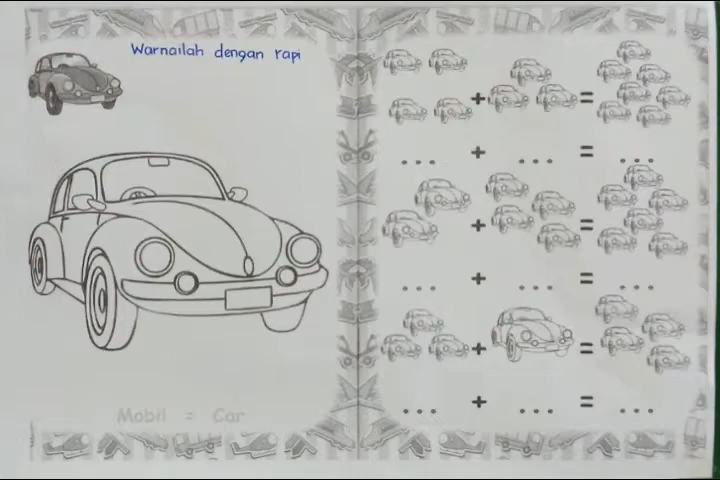 Warnailah dengan rapi
Mobil = Car
+ =
... + ... = ...
+ =
... + ... = ...
+ =
... + ... = ...